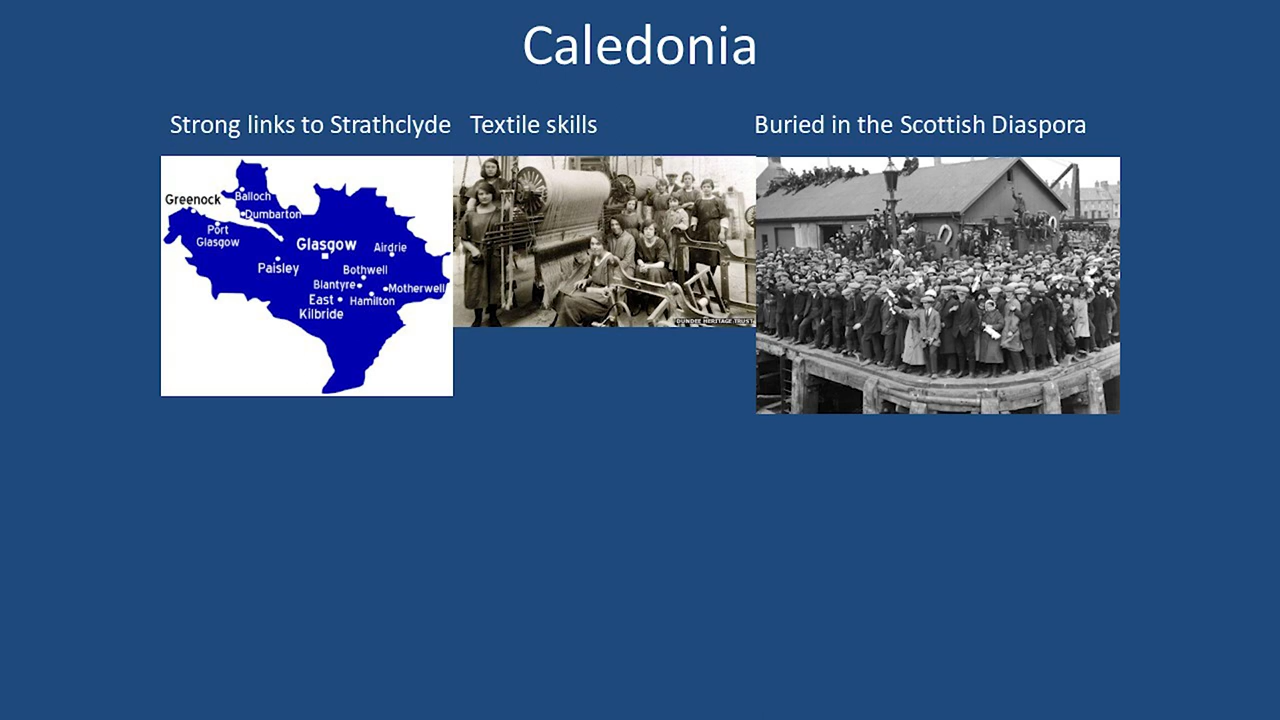 Caledonia
Strong links to Strathclyde
Textile skills
Buried in the Scottish Diaspora
Greenock
Balloch
Dumbarton
Port
Glasgow
Glasgow
Airdrie
Paisley
Bothwell
Blantyre
Motherwell
East
Kilbride
Hamilton
DUNDEE HERITAGE TRUST